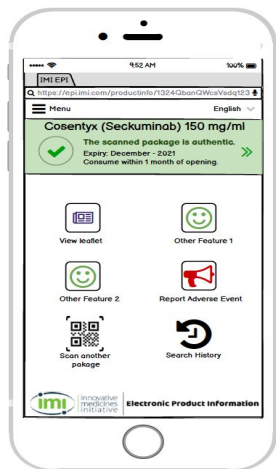 9:52 AM
100%
IMI EPI
https://epi.imi.com/productinfo/1324QbanQWcsVsdq123
Menu
English
Cosentyx (Seckuminab) 150 mg/ml
The scanned package is authentic.
Expiry: December - 2021
Consume within 1 month of opening.
View leaflet
Other Feature 1
Other Feature 2
Report Adverse Event
Scan another
pakage
Search History
imi
innovative
medicines
initiative
Electronic Product Information